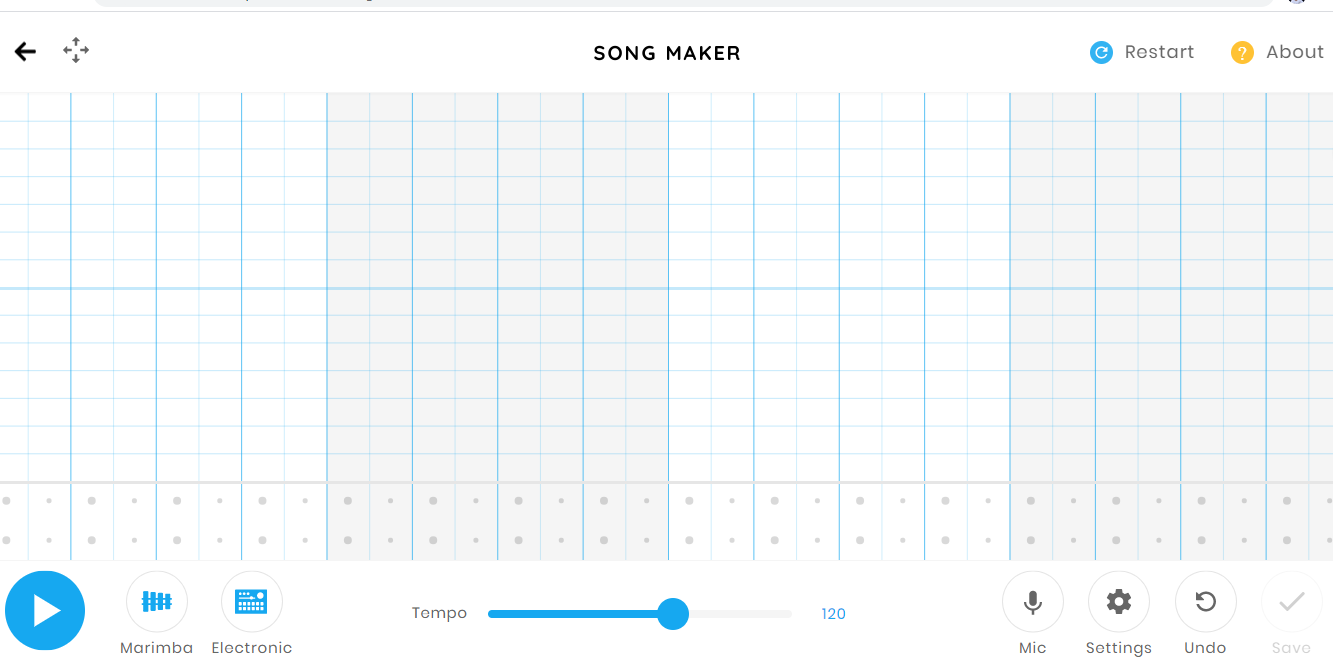 SONG MAKER
Restart
About
Tempo
120
Marimba
Electronic
Mic
Settings
Undo
Save